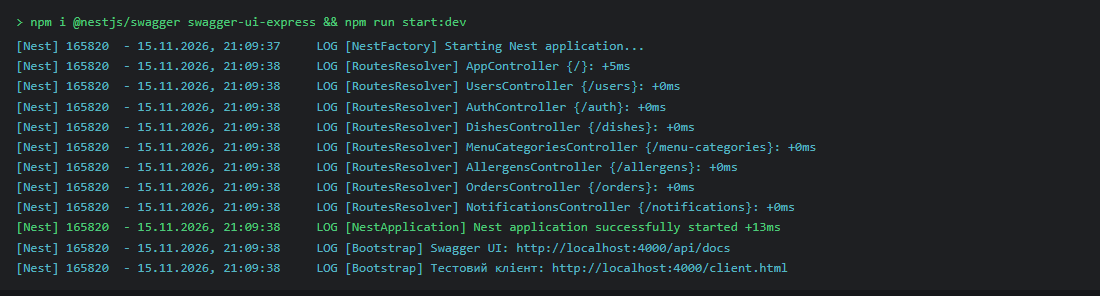 > npm i @nestjs/swagger swagger-ui-express && npm run start:dev
[Nest] 165820  - 15.11.2026, 21:09:37     LOG [NestFactory] Starting Nest application...
[Nest] 165820  - 15.11.2026, 21:09:38     LOG [RoutesResolver] AppController {/}: +5ms
[Nest] 165820  - 15.11.2026, 21:09:38     LOG [RoutesResolver] UsersController {/users}: +0ms
[Nest] 165820  - 15.11.2026, 21:09:38     LOG [RoutesResolver] AuthController {/auth}: +0ms
[Nest] 165820  - 15.11.2026, 21:09:38     LOG [RoutesResolver] DishesController {/dishes}: +0ms
[Nest] 165820  - 15.11.2026, 21:09:38     LOG [RoutesResolver] MenuCategoriesController {/menu-categories}: +0ms
[Nest] 165820  - 15.11.2026, 21:09:38     LOG [RoutesResolver] AllergensController {/allergens}: +0ms
[Nest] 165820  - 15.11.2026, 21:09:38     LOG [RoutesResolver] OrdersController {/orders}: +0ms
[Nest] 165820  - 15.11.2026, 21:09:38     LOG [RoutesResolver] NotificationsController {/notifications}: +0ms
[Nest] 165820  - 15.11.2026, 21:09:38     LOG [NestApplication] Nest application successfully started +13ms
[Nest] 165820  - 15.11.2026, 21:09:38     LOG [Bootstrap] Swagger UI: http://localhost:4000/api/docs
[Nest] 165820  - 15.11.2026, 21:09:38     LOG [Bootstrap] Тестовий клієнт: http://localhost:4000/client.html